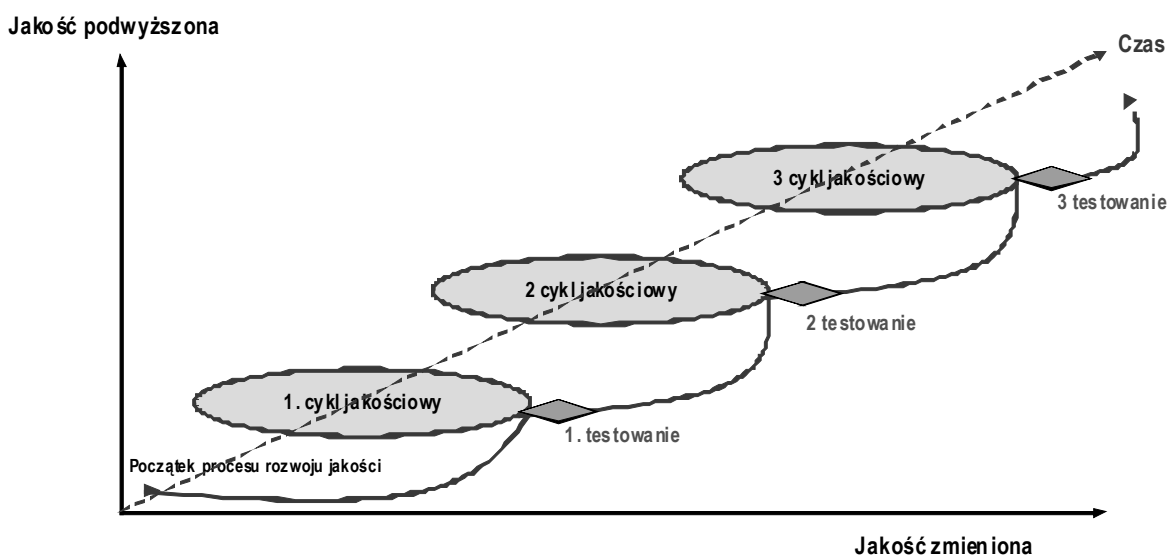 Jakość podwyższona
Czas
3 cykl jakościowy
3 testowanie
2 cykl jakościowy
2 testowanie
1. cykl jakościowy
1. testowanie
Początek procesu rozwoju jakości
Jakość zmieniona